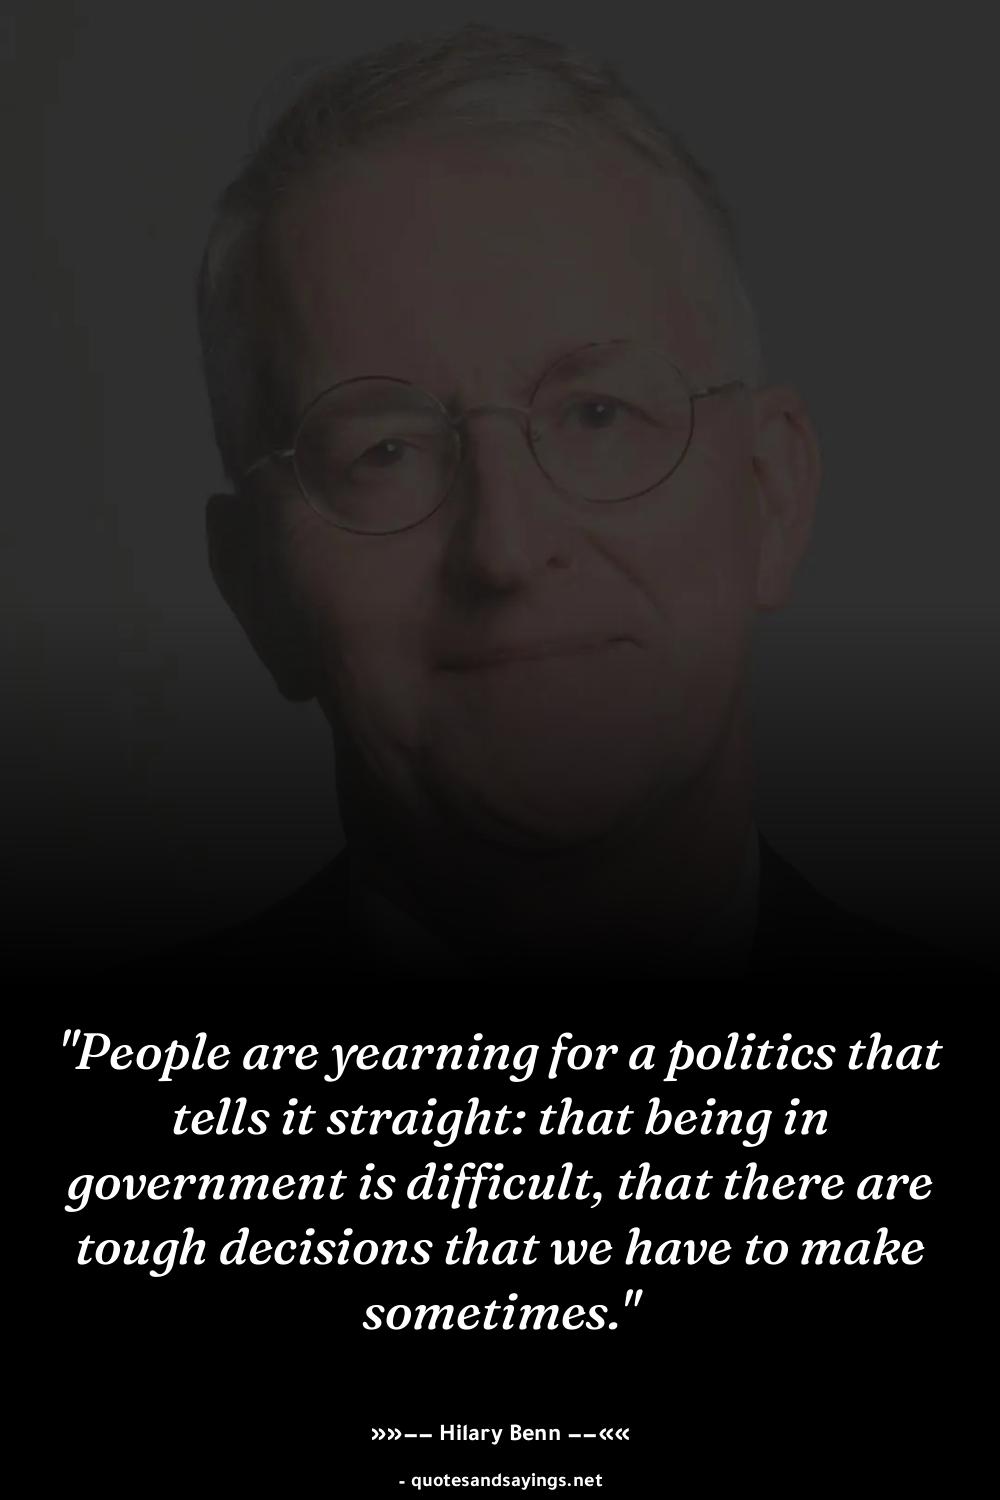 "People are yearning for a politics that
tells it straight: that being in
government is difficult, that there are
tough decisions that we have to make
sometimes."
»»–– Hilary Benn ––««
- quotesandsayings.net